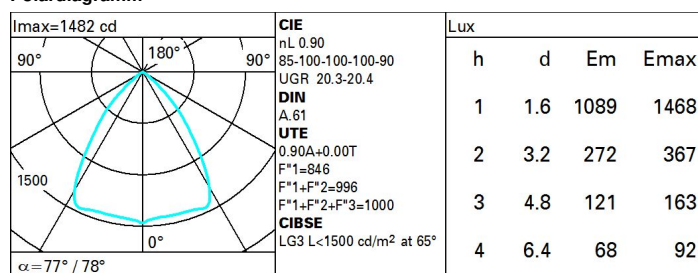 Imax=1482 cd
90°
180°
90°
1500
0°
α=77° / 78°
CIE
nL 0.90
85-100-100-100-90
UGR 20.3-20.4
DIN
A.61
UTE
0.90A+0.00T
F"1=846
F"1+F"2=996
F"1+F"2+F"3=1000
CIBSE
LG3 L<1500 cd/m² at 65°
Lux
h d Em Emax
1 1.6 1089 1468
2 3.2 272 367
3 4.8 121 163
4 6.4 68 92